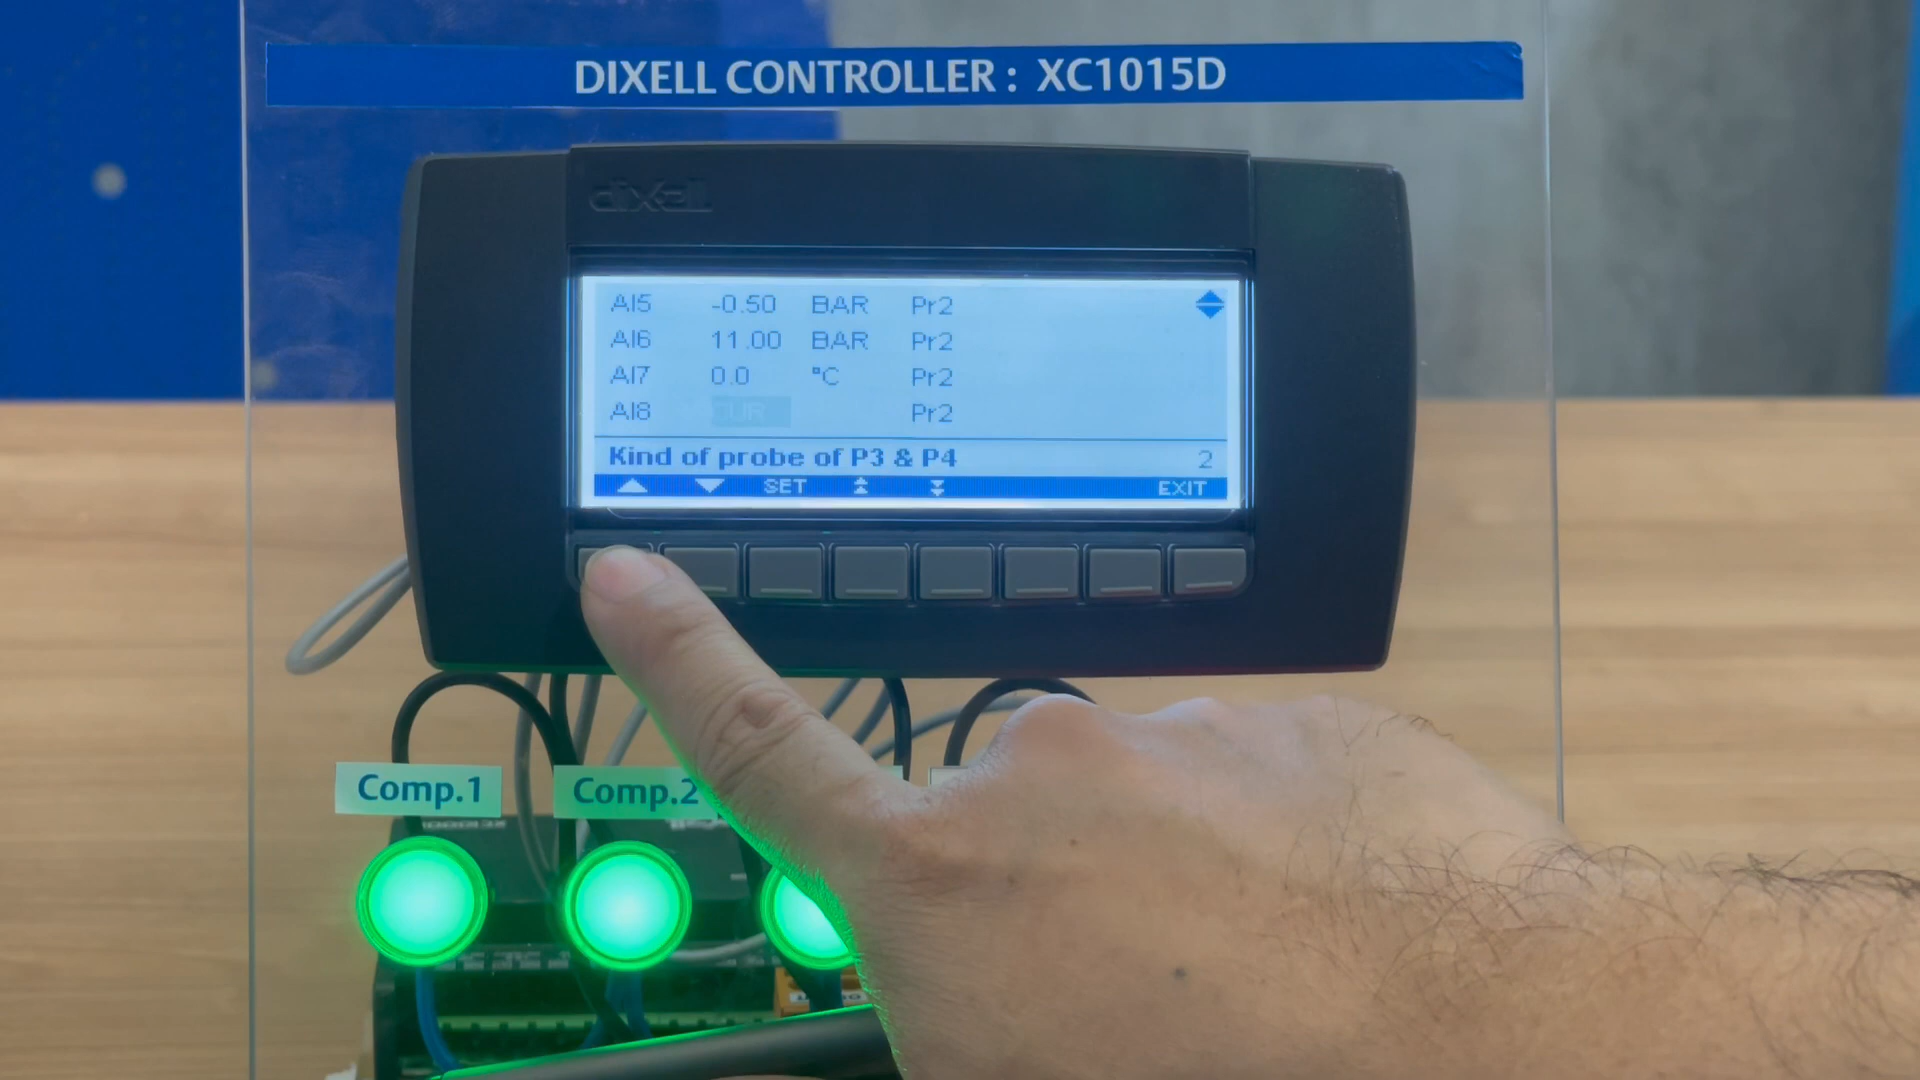 DIXELL CONTROLLER : XC1015D
dixell
AI5 -0.50 BAR Pr2
AI6 11.00 BAR Pr2
AI7 0.0 °C Pr2
AI8 CUR Pr2
Kind of probe of P3 & P4 2
SET EXIT
Comp.1 Comp.2